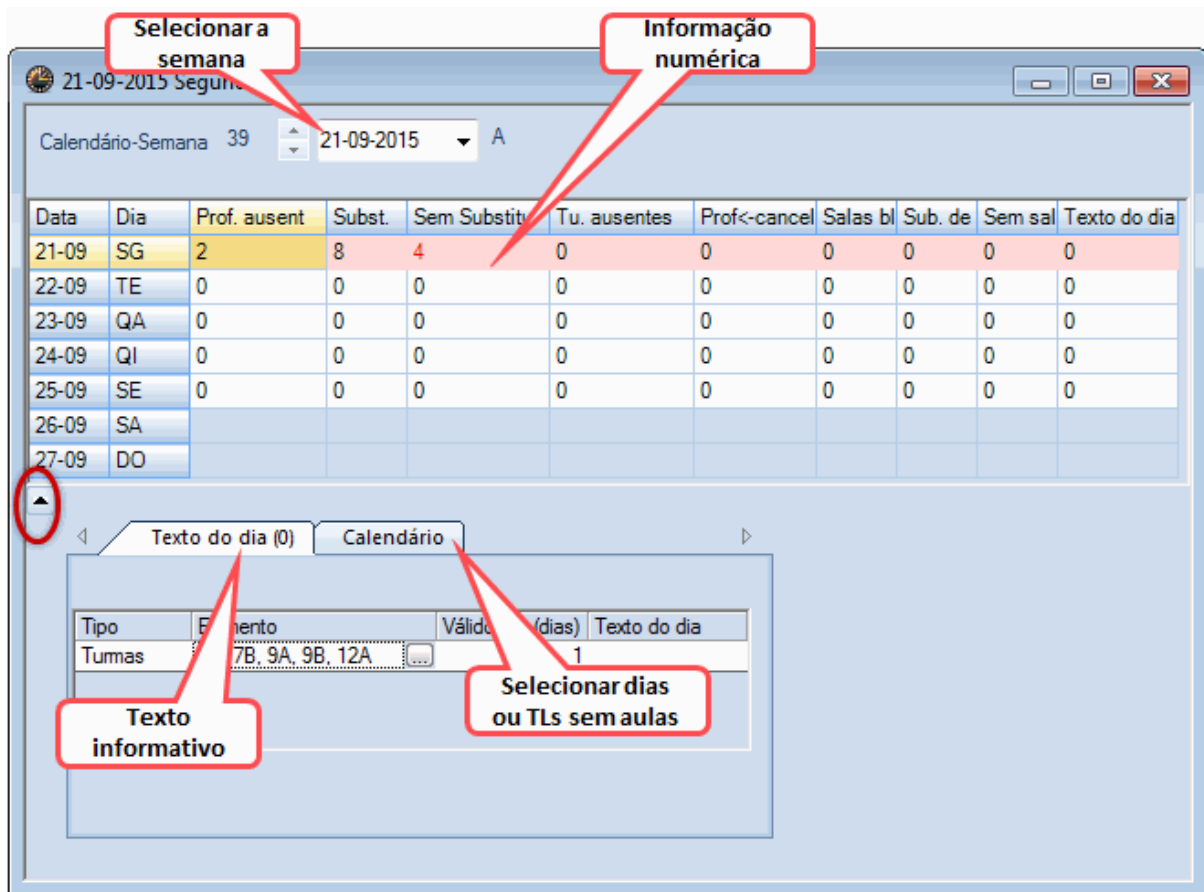 Selecionar a
semana
Informação
numérica
21-09-2015 Segun
Calendário-Semana 39 21-09-2015 A
Data Dia Prof. ausent Subst. Sem Substitu Tu. ausentes Prof<-cancel Salas bl Sub. de Sem sal Texto do dia
21-09 SG 2 8 4 0 0 0 0 0 0
22-09 TE 0 0 0 0 0 0 0 0 0
23-09 QA 0 0 0 0 0 0 0 0 0
24-09 QI 0 0 0 0 0 0 0 0 0
25-09 SE 0 0 0 0 0 0 0 0 0
26-09 SA
27-09 DO
Texto do dia (0) Calendário
Tipo Válido (dias) Texto do dia
Turmas 7B, 9A, 9B, 12A ... 1
Selecionar dias
ou TLs sem aulas
Texto
informativo